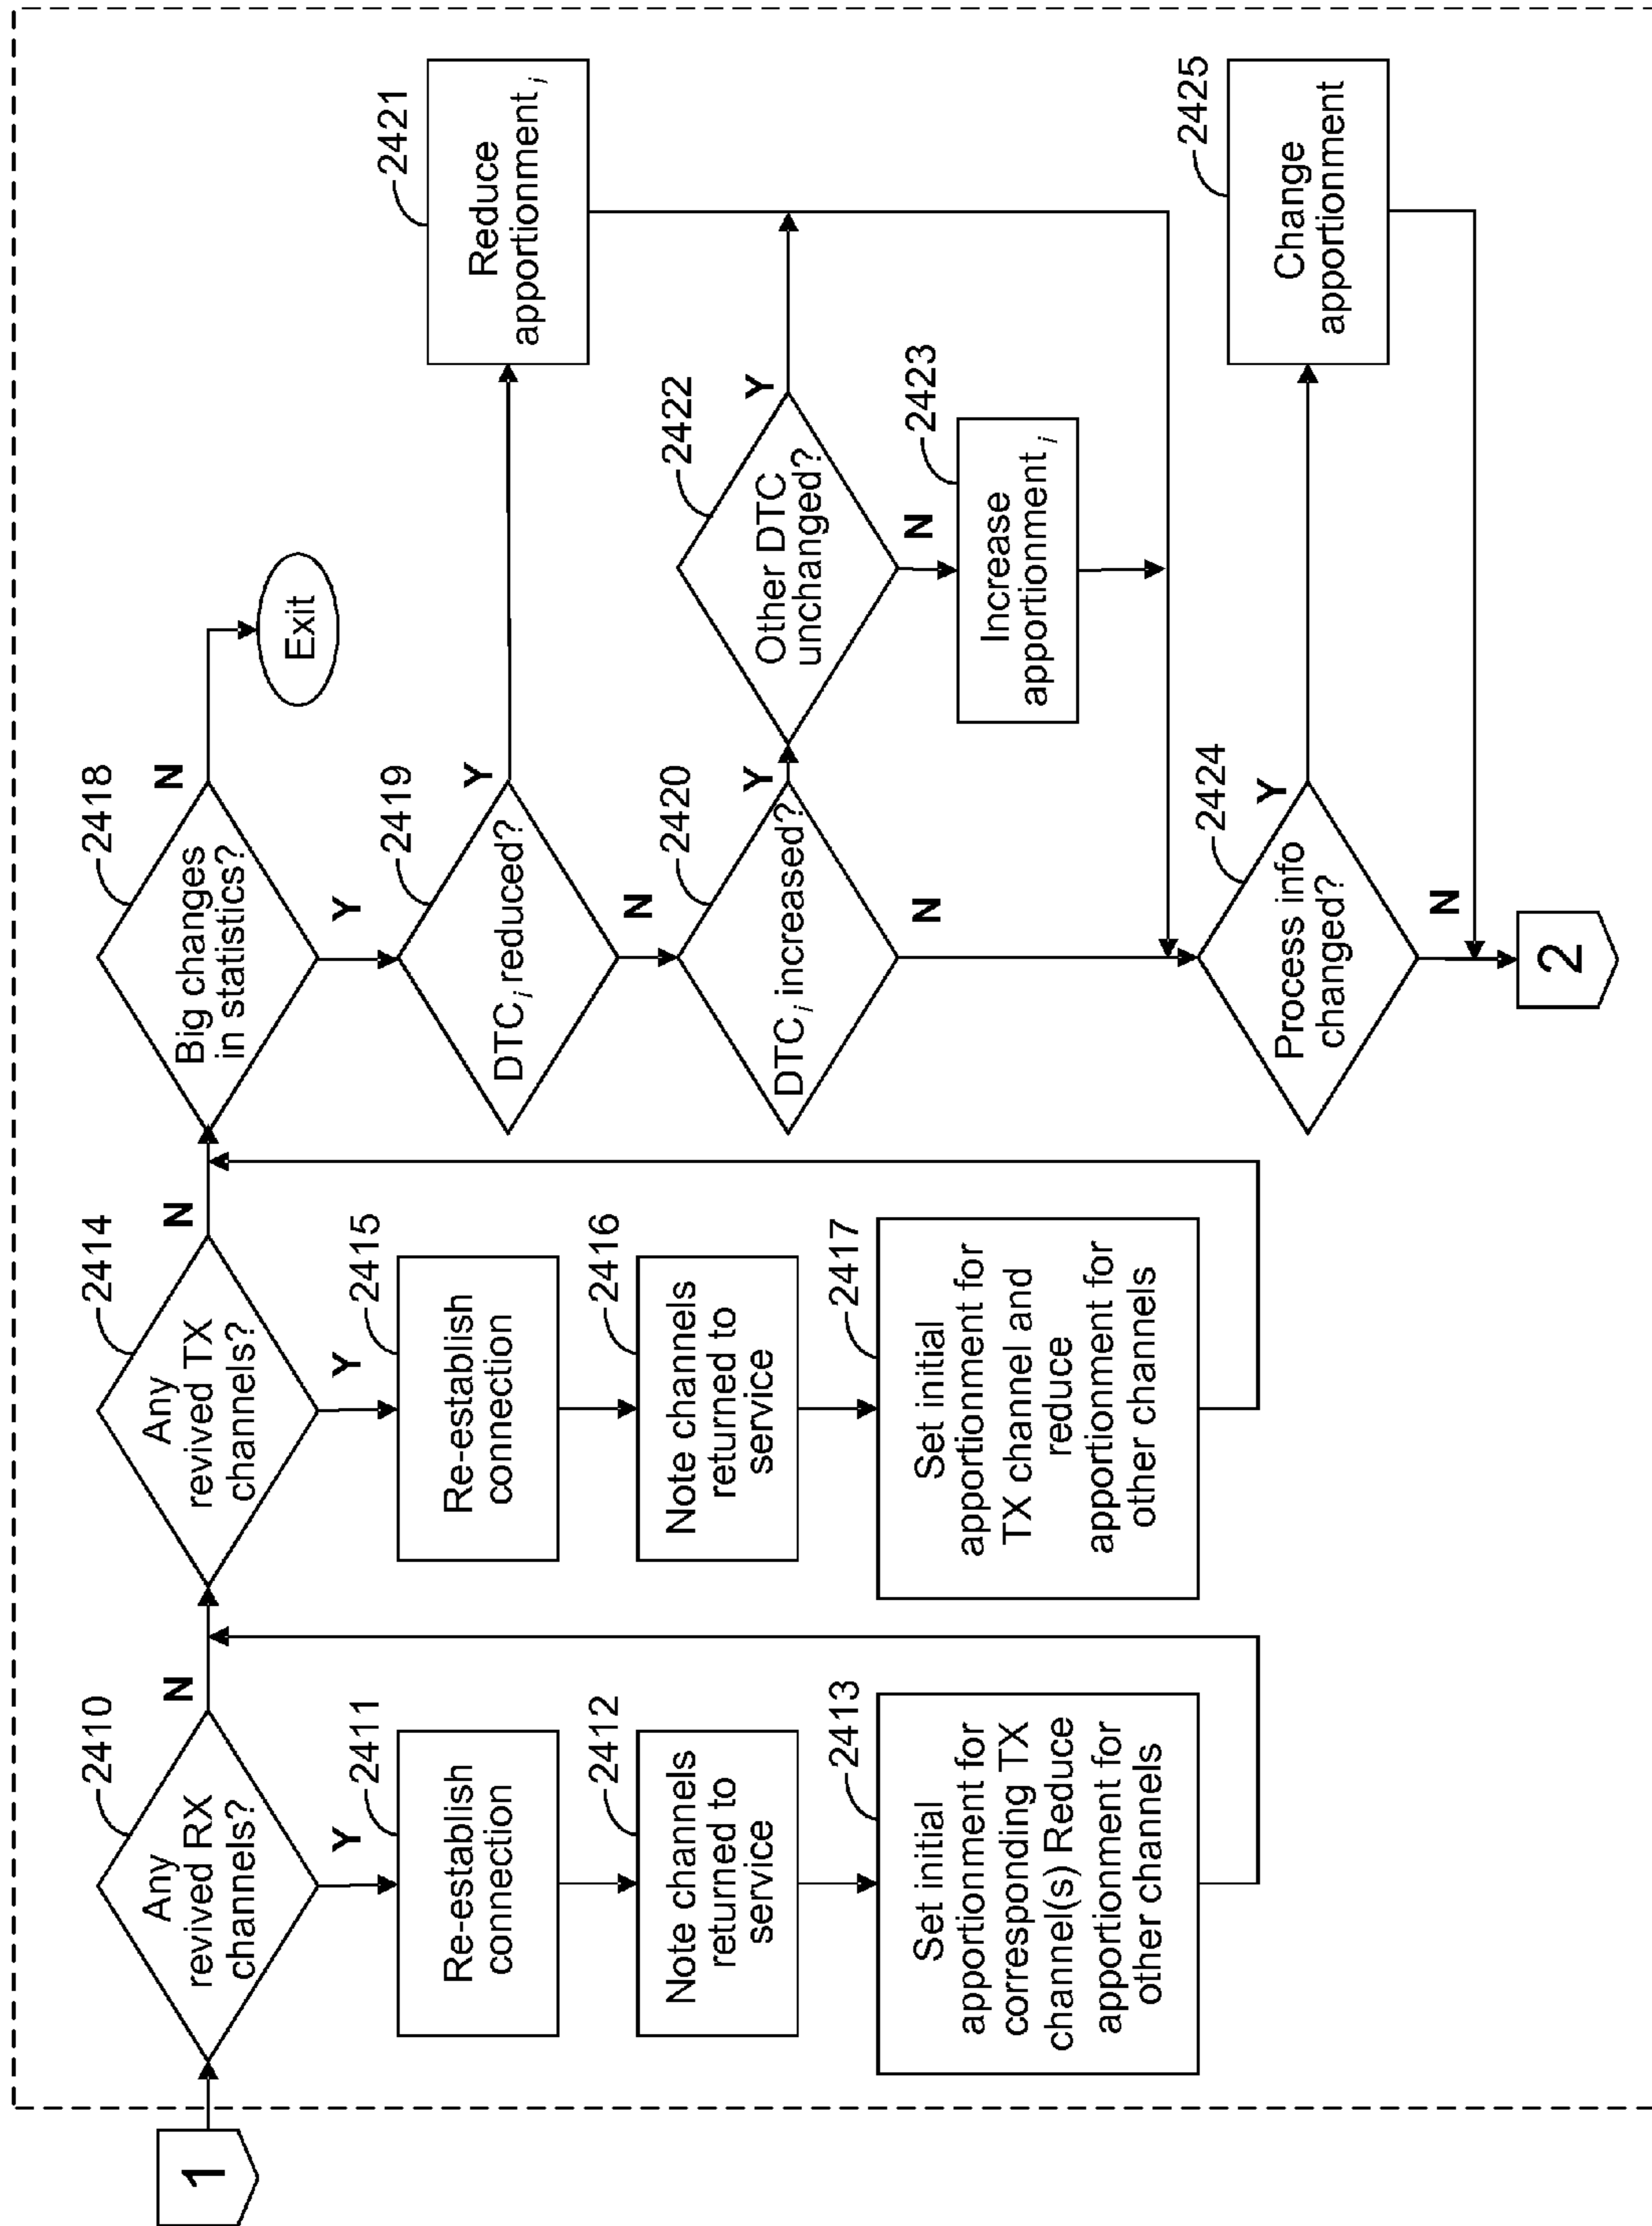 1
2410
Any
revived RX
channels?
N
Y
2411
Re-establish
connection
2412
Note channels
returned to
service
2413
Set initial
apportionment for
corresponding TX
channel(s) Reduce
apportionment for
other channels
2414
Any
revived TX
channels?
N
Y
2415
Re-establish
connection
2416
Note channels
returned to
service
2417
Set initial
apportionment for
TX channel and
reduce
apportionment for
other channels
2418
Big changes
in statistics?
N
Exit
Y
2419
DTC i reduced?
Y
2421
Reduce
apportionment i
N
2420
DTC i increased?
Y
2422
Other DTC
unchanged?
Y
N
2423
Increase
apportionment i
N
2424
Process info
changed?
Y
2425
Change
apportionment
N
2